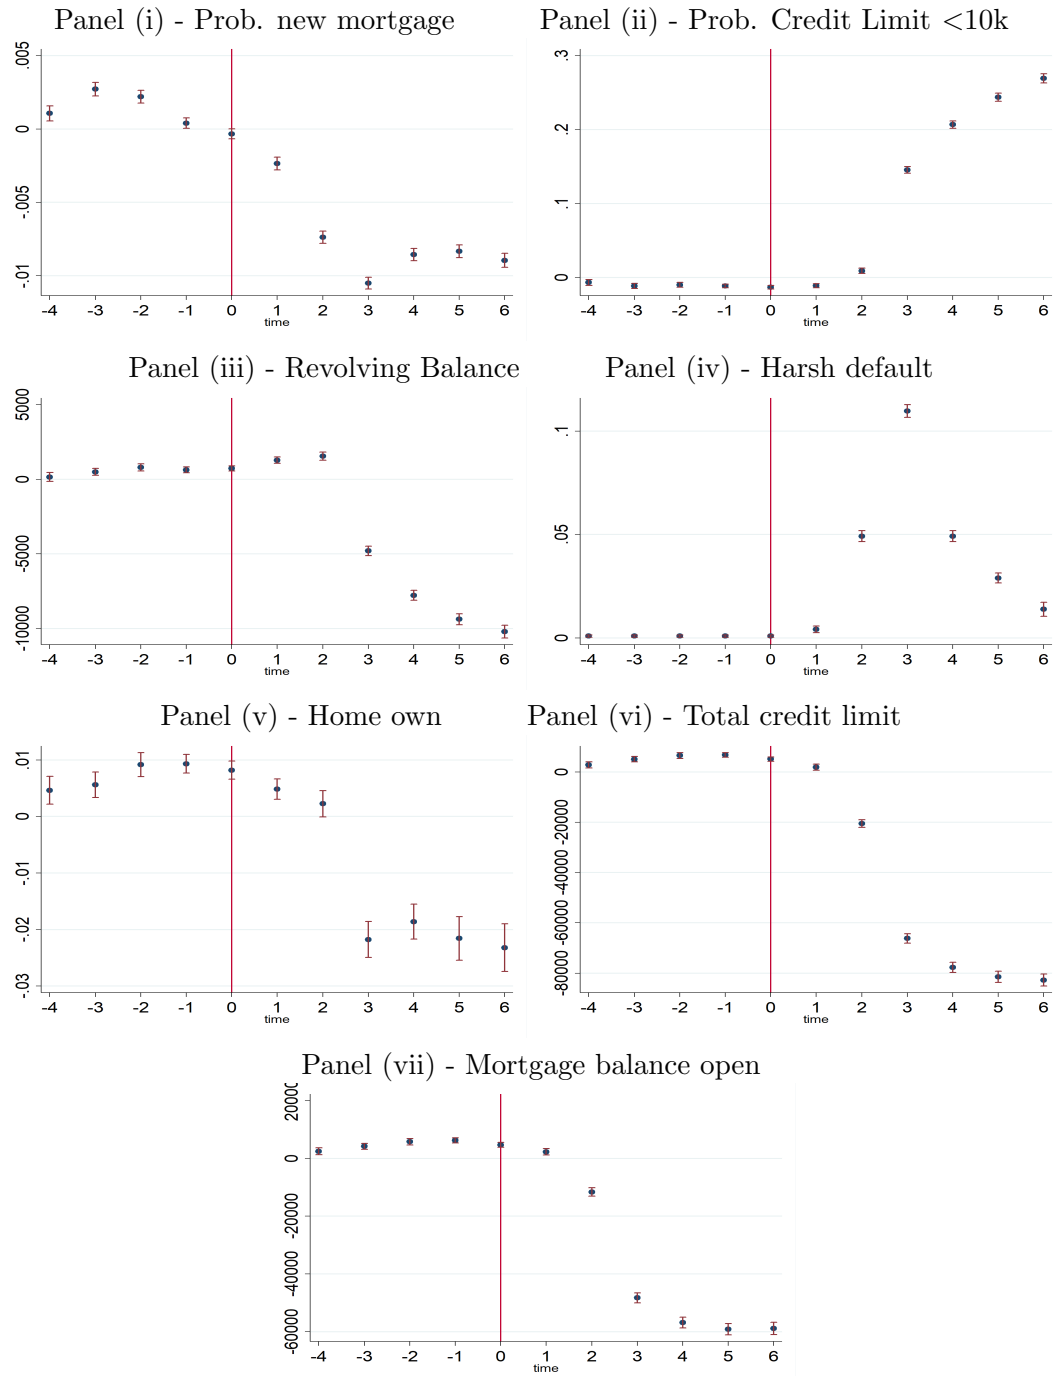 Panel (i) - Prob. new mortgage
.005
0
-.005
-.01
-4 -3 -2 -1 0 1 2 3 4 5 6
time
Panel (ii) - Prob. Credit Limit <10k
.3
.2
.1
0
-4 -3 -2 -1 0 1 2 3 4 5 6
time
Panel (iii) - Revolving Balance
5000
0
-5000
-10000
-4 -3 -2 -1 0 1 2 3 4 5 6
time
Panel (iv) - Harsh default
.1
.05
0
-4 -3 -2 -1 0 1 2 3 4 5 6
time
Panel (v) - Home own
.01
0
-.01
-.02
-.03
-4 -3 -2 -1 0 1 2 3 4 5 6
time
Panel (vi) - Total credit limit
0
-20000
-40000
-60000
-80000
-4 -3 -2 -1 0 1 2 3 4 5 6
time
Panel (vii) - Mortgage balance open
20000
0
-20000
-40000
-60000
-4 -3 -2 -1 0 1 2 3 4 5 6
time